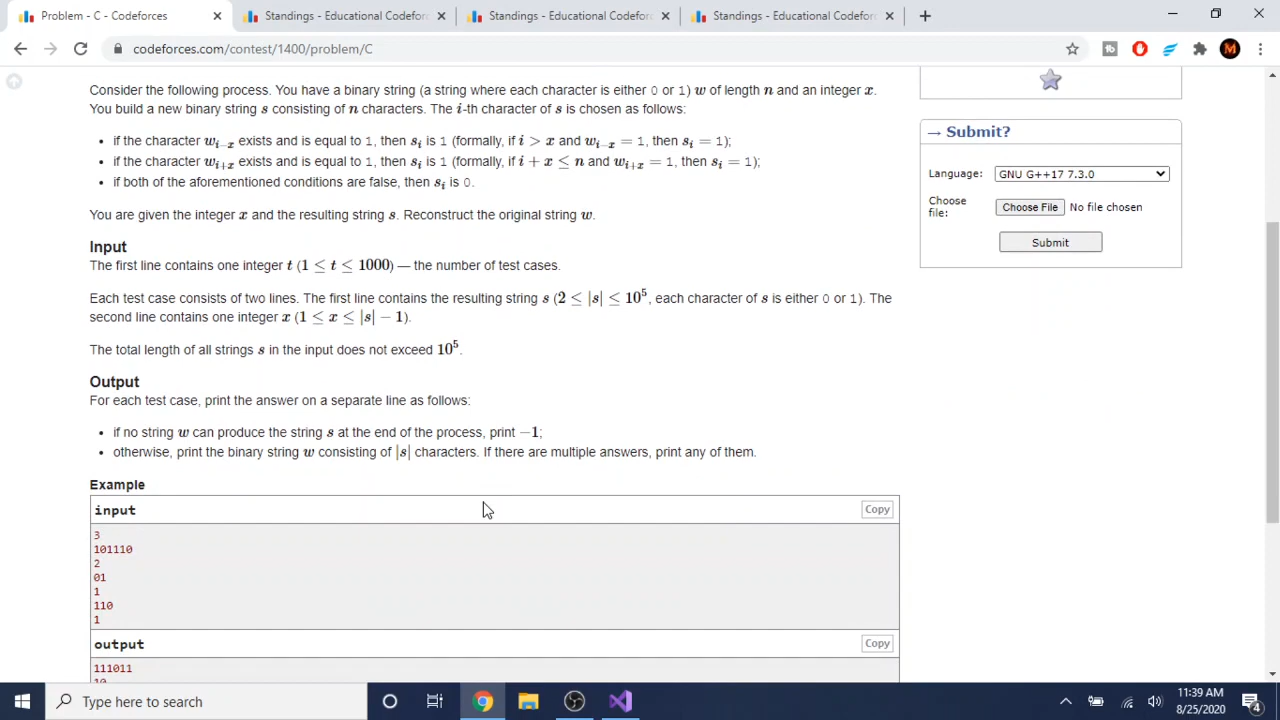 Problem - C - Codeforces
Standings - Educational Codefor
Standings - Educational Codefor
Standings - Educational Codefor
codeforces.com/contest/1400/problem/C
Consider the following process. You have a binary string (a string where each character is either 0 or 1) w of length n and an integer x.
You build a new binary string s consisting of n characters. The i-th character of s is chosen as follows:
• if the character w_{i−x} exists and is equal to 1, then s_i is 1 (formally, if i > x and w_{i−x} = 1, then s_i = 1);
• if the character w_{i+x} exists and is equal to 1, then s_i is 1 (formally, if i + x ≤ n and w_{i+x} = 1, then s_i = 1);
• if both of the aforementioned conditions are false, then s_i is 0.
You are given the integer x and the resulting string s. Reconstruct the original string w.
Input
The first line contains one integer t (1 ≤ t ≤ 1000) — the number of test cases.
Each test case consists of two lines. The first line contains the resulting string s (2 ≤ |s| ≤ 10^5, each character of s is either 0 or 1). The
second line contains one integer x (1 ≤ x ≤ |s| − 1).
The total length of all strings s in the input does not exceed 10^5.
Output
For each test case, print the answer on a separate line as follows:
• if no string w can produce the string s at the end of the process, print −1;
• otherwise, print the binary string w consisting of |s| characters. If there are multiple answers, print any of them.
Example
input
Copy
3
101110
2
01
1
110
1
output
Copy
111011
10
→ Submit?
Language:
GNU G++17 7.3.0
Choose
file:
Choose File No file chosen
Submit
M
Type here to search
11:39 AM
8/25/2020
4